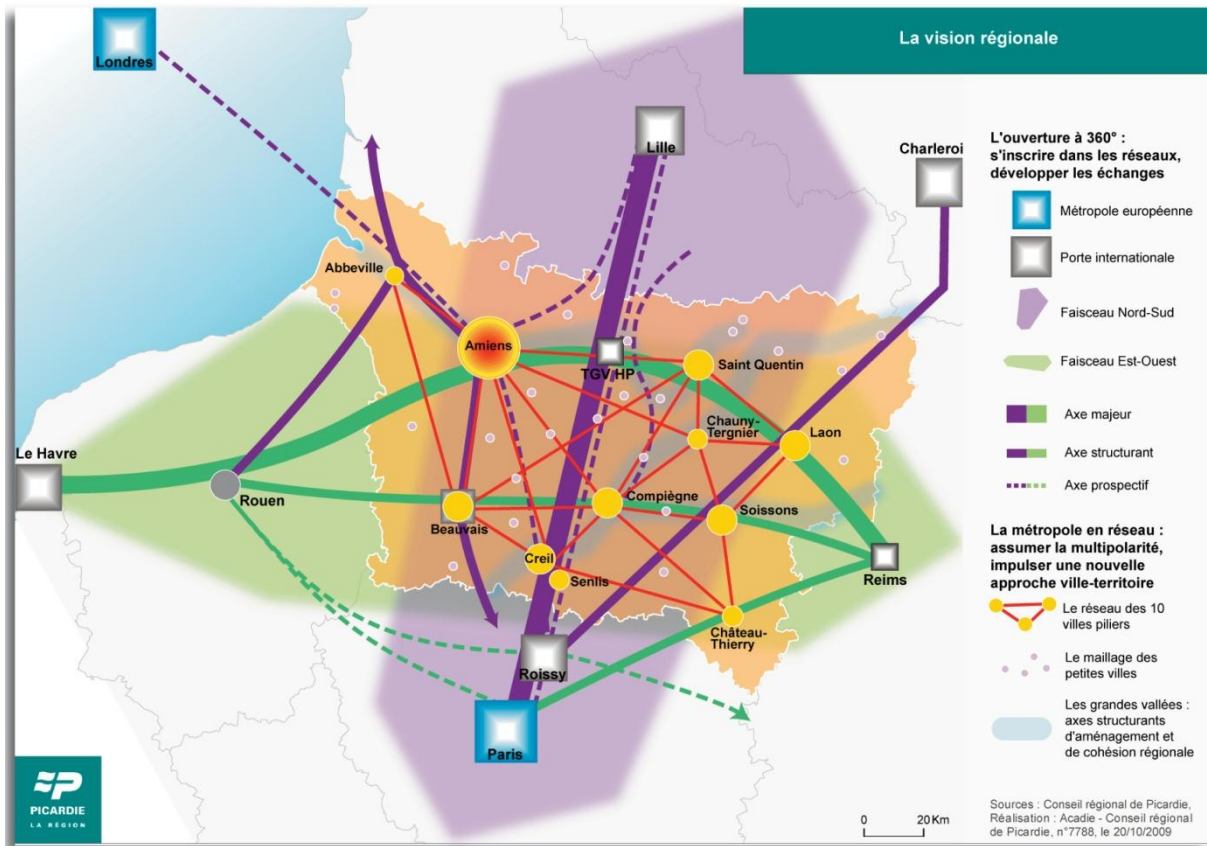 La vision régionale
Londres
Lille
Charleroi
Abbeville
Amiens
TGV HP
Saint Quentin
Chauny-
Tergnier
Laon
Le Havre
Rouen
Beauvais
Compiègne
Soissons
Creil
Senlis
Reims
Château-
Thierry
Roissy
Paris
L'ouverture à 360° :
s'inscrire dans les réseaux,
développer les échanges
Métropole européenne
Porte internationale
Faisceau Nord-Sud
Faisceau Est-Ouest
Axe majeur
Axe structurant
Axe prospectif
La métropole en réseau :
assumer la multipolarité,
impulser une nouvelle
approche ville-territoire
Le réseau des 10
villes piliers
Le maillage des
petites villes
Les grandes vallées :
axes structurants
d'aménagement et
de cohésion régionale
PICARDIE
LA RÉGION
0 20 Km
Sources : Conseil régional de Picardie,
Réalisation : Acadie - Conseil régional
de Picardie, n°7788, le 20/10/2009